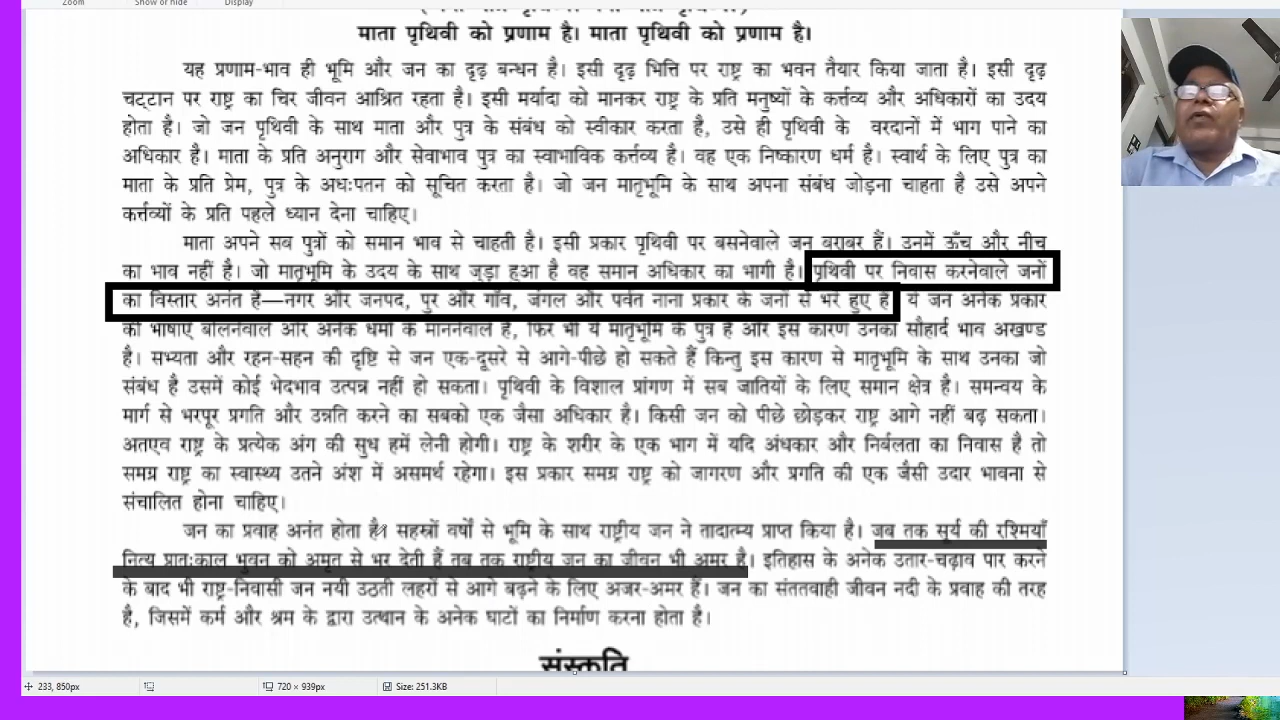 Zoom Show or hide Display
माता पृथिवी को प्रणाम है। माता पृथिवी को प्रणाम है।
यह प्रणाम-भाव ही भूमि और जन का दृढ़ बन्धन है। इसी दृढ़ भित्ति पर राष्ट्र का भवन तैयार किया जाता है। इसी दृढ़
चट्टान पर राष्ट्र का चिर जीवन आश्रित रहता है। इसी मर्यादा को मानकर राष्ट्र के प्रति मनुष्यों के कर्त्तव्य और अधिकारों का उदय
होता है। जो जन पृथिवी के साथ माता और पुत्र के संबंध को स्वीकार करता है, उसे ही पृथिवी के वरदानों में भाग पाने का
अधिकार है। माता के प्रति अनुराग और सेवाभाव पुत्र का स्वाभाविक कर्त्तव्य है। वह एक निष्कारण धर्म है। स्वार्थ के लिए पुत्र का
माता के प्रति प्रेम, पुत्र के अधःपतन को सूचित करता है। जो जन मातृभूमि के साथ अपना संबंध जोड़ना चाहता है उसे अपने
कर्त्तव्यों के प्रति पहले ध्यान देना चाहिए।
माता अपने सब पुत्रों को समान भाव से चाहती है। इसी प्रकार पृथिवी पर बसनेवाले जन बराबर हैं। उनमें ऊँच और नीच
का भाव नहीं है। जो मातृभूमि के उदय के साथ जुड़ा हुआ है वह समान अधिकार का भागी है। पृथिवी पर निवास करनेवाले जनों
का विस्तार अनंत है—नगर और जनपद, पुर और गाँव, जंगल और पर्वत नाना प्रकार के जनों से भरे हुए हैं ये जन अनेक प्रकार
की भाषाएँ बोलनेवाले और अनेक धर्मों के माननेवाले हैं, फिर भी ये मातृभूमि के पुत्र हैं और इस कारण उनका सौहार्द भाव अखण्ड
है। सभ्यता और रहन-सहन की दृष्टि से जन एक-दूसरे से आगे-पीछे हो सकते हैं किन्तु इस कारण से मातृभूमि के साथ उनका जो
संबंध है उसमें कोई भेदभाव उत्पन्न नहीं हो सकता। पृथिवी के विशाल प्रांगण में सब जातियों के लिए समान क्षेत्र है। समन्वय के
मार्ग से भरपूर प्रगति और उन्नति करने का सबको एक जैसा अधिकार है। किसी जन को पीछे छोड़कर राष्ट्र आगे नहीं बढ़ सकता।
अतएव राष्ट्र के प्रत्येक अंग की सुध हमें लेनी होगी। राष्ट्र के शरीर के एक भाग में यदि अंधकार और निर्बलता का निवास है तो
समग्र राष्ट्र का स्वास्थ्य उतने अंश में असमर्थ रहेगा। इस प्रकार समग्र राष्ट्र को जागरण और प्रगति की एक जैसी उदार भावना से
संचालित होना चाहिए।
जन का प्रवाह अनंत होता है। सहस्रों वर्षों से भूमि के साथ राष्ट्रीय जन ने तादात्म्य प्राप्त किया है। जब तक सूर्य की रश्मियाँ
नित्य प्रातःकाल भुवन को अमृत से भर देती हैं तब तक राष्ट्रीय जन का जीवन भी अमर है। इतिहास के अनेक उतार-चढ़ाव पार करने
के बाद भी राष्ट्र-निवासी जन नयी उठती लहरों से आगे बढ़ने के लिए अजर-अमर हैं। जन का संततवाही जीवन नदी के प्रवाह की तरह
है, जिसमें कर्म और श्रम के द्वारा उत्थान के अनेक घाटों का निर्माण करना होता है।
संस्कृति
233, 850px 720 × 939px Size: 251.3KB